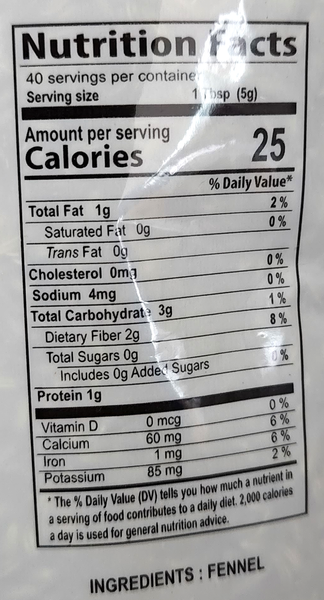 Nutrition Facts
40 servings per container
Serving size 1 Tbsp (5g)
Amount per serving
Calories 25
% Daily Value*
Total Fat 1g 2%
Saturated Fat 0g 0%
Trans Fat 0g
Cholesterol 0mg 0%
Sodium 4mg 0%
Total Carbohydrate 3g 1%
Dietary Fiber 2g 8%
Total Sugars 0g
Includes 0g Added Sugars 0%
Protein 1g
Vitamin D 0 mcg 0%
Calcium 60 mg 6%
Iron 1 mg 6%
Potassium 85 mg 2%
* The % Daily Value (DV) tells you how much a nutrient in
a serving of food contributes to a daily diet. 2,000 calories
a day is used for general nutrition advice.
INGREDIENTS : FENNEL